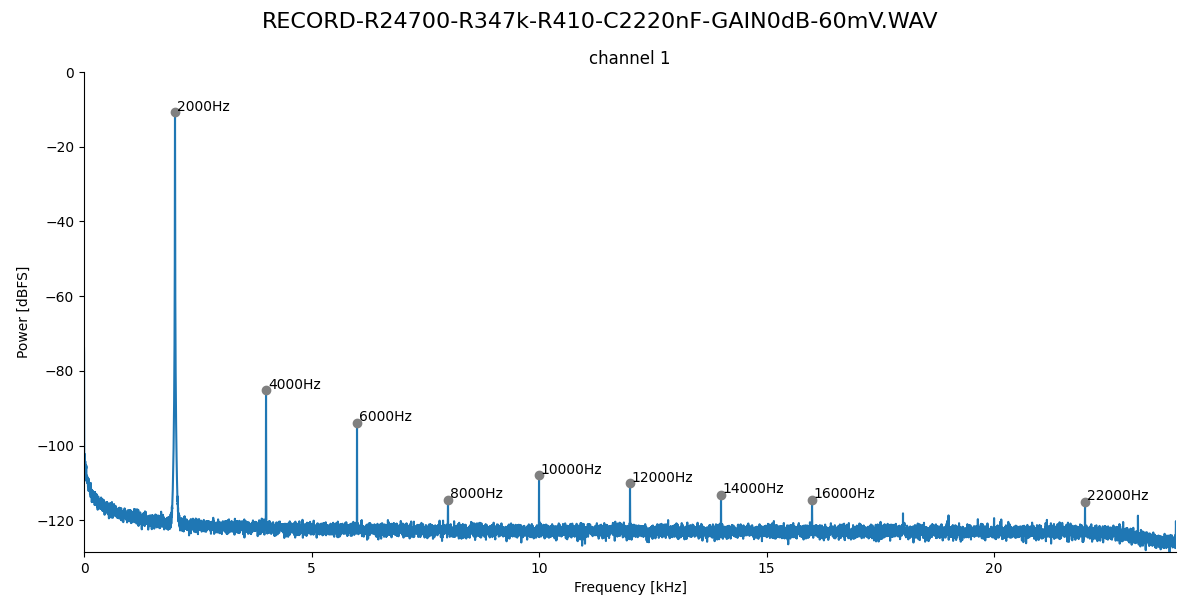 RECORD-R24700-R347k-R410-C2220nF-GAIN0dB-60mV.WAV
channel 1
0
−20
−40
−60
−80
−100
−120
Power [dBFS]
2000Hz
4000Hz
6000Hz
8000Hz
10000Hz
12000Hz
14000Hz
16000Hz
22000Hz
0
5
10
15
20
Frequency [kHz]